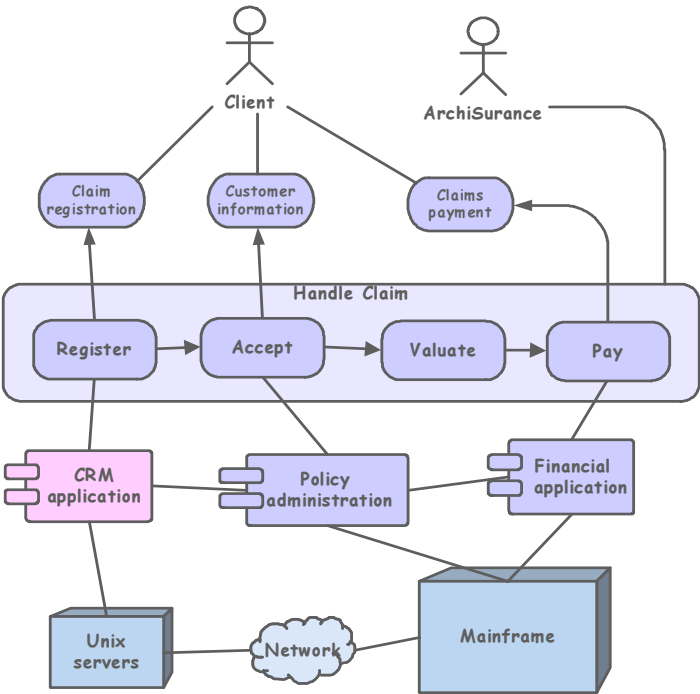 Client
ArchiSurance
Claim
registration
Customer
information
Claims
payment
Handle Claim
Register
Accept
Valuate
Pay
CRM
application
Policy
administration
Financial
application
Unix
servers
Network
Mainframe